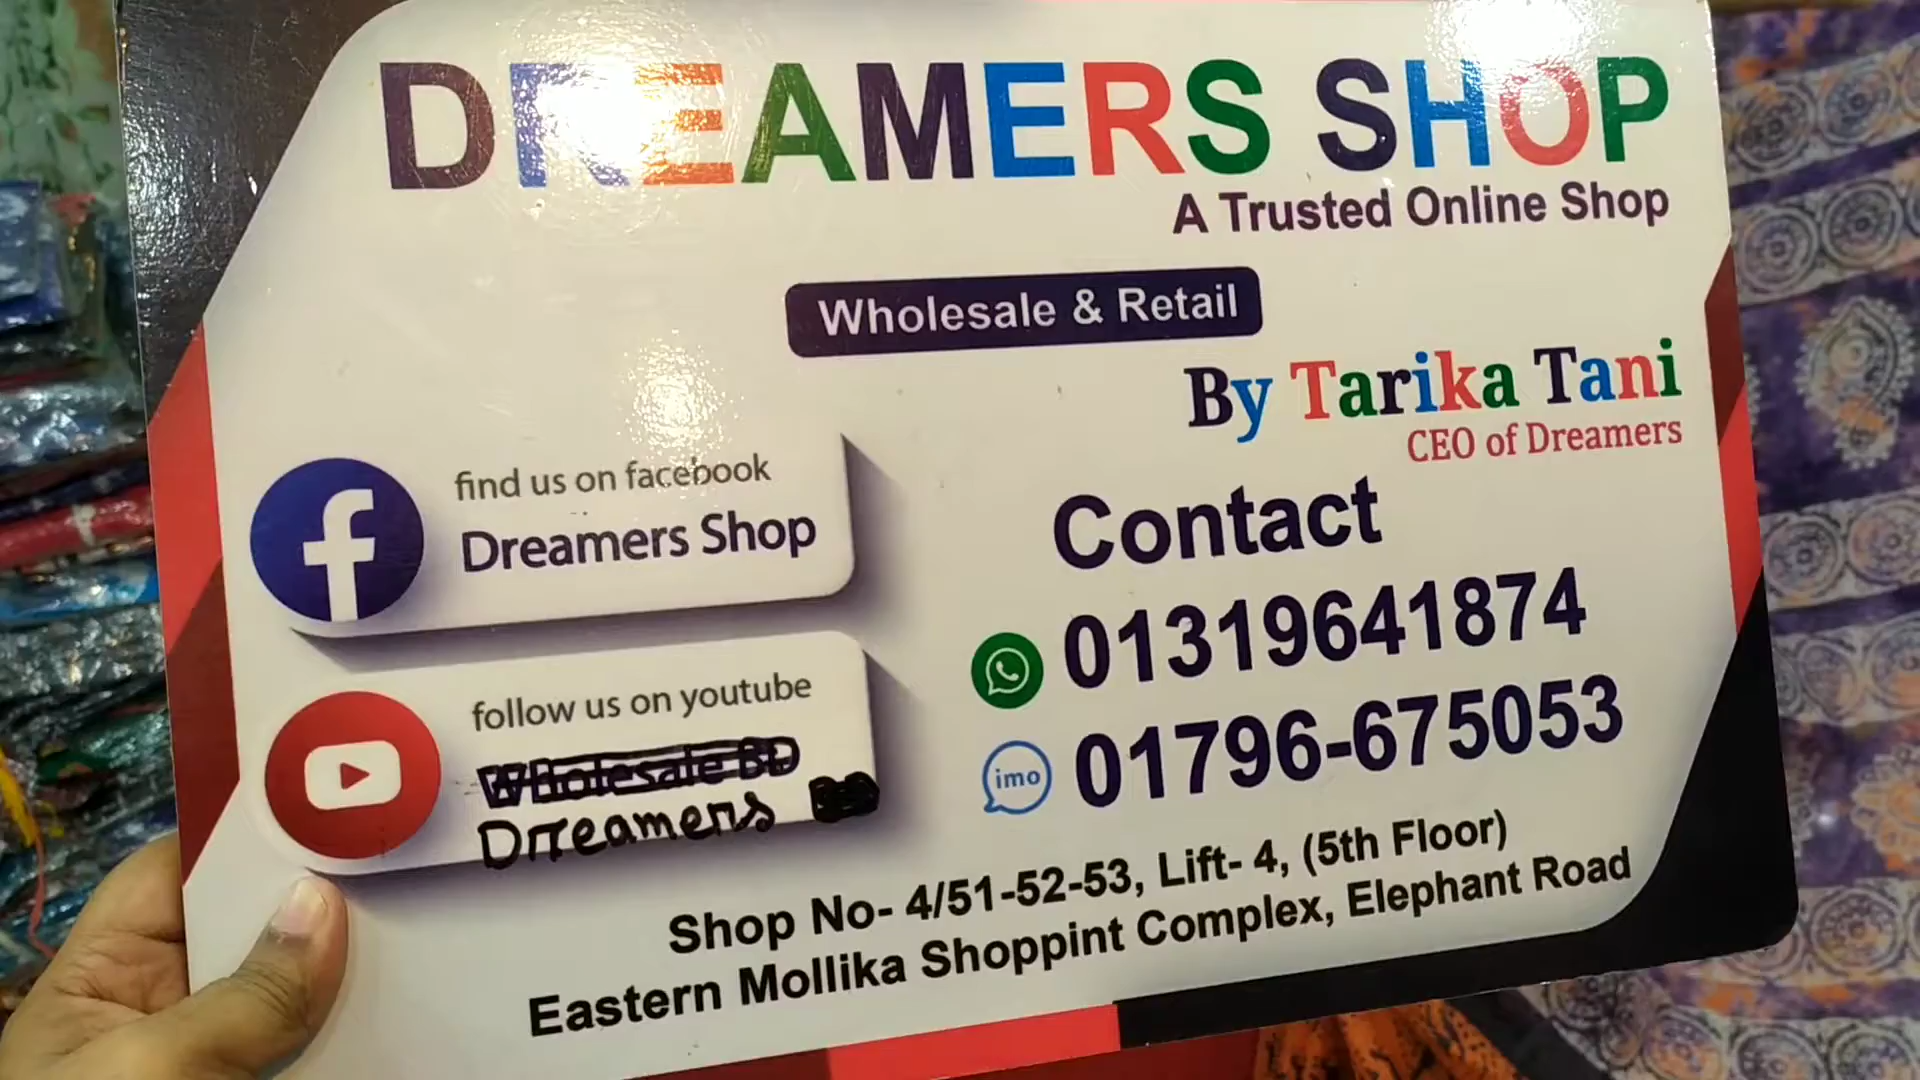 DREAMERS SHOP
A Trusted Online Shop
Wholesale & Retail
By Tarika Tani
CEO of Dreamers
find us on facebook
Dreamers Shop
follow us on youtube
Wholesale BD
Dreamers
Contact
01319641874
imo 01796-675053
Shop No- 4/51-52-53, Lift- 4, (5th Floor)
Eastern Mollika Shoppint Complex, Elephant Road